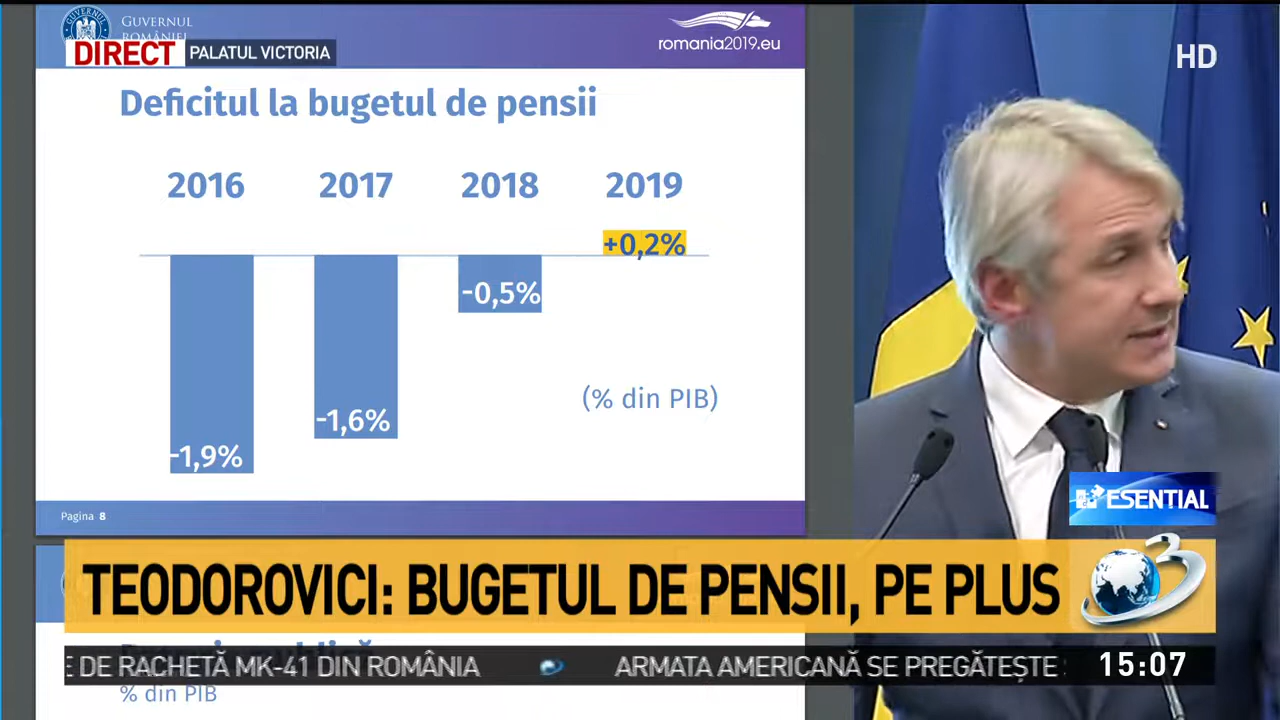 GUVERNUL
ROMÂNIEI
DIRECT
PALATUL VICTORIA
romania2019.eu
HD
Deficitul la bugetul de pensii
2016 2017 2018 2019
+0,2%
-0,5%
-1,6%
-1,9%
(% din PIB)
Pagina 8
ESENTIAL
TEODOROVICI: BUGETUL DE PENSII, PE PLUS
3
E DE RACHETĂ MK-41 DIN ROMÂNIA ARMATA AMERICANĂ SE PREGĂTEȘTE
15:07
% din PIB